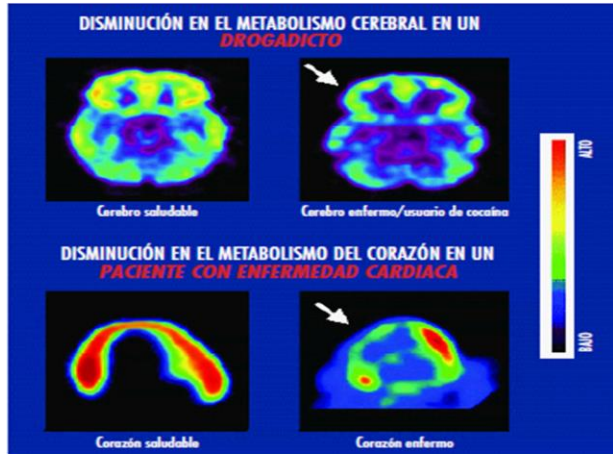 DISMINUCIÓN EN EL METABOLISMO CEREBRAL EN UN
DROGADICTO
Cerebro saludable
Cerebro enfermo/usuario de cocaína
ALTO
BAJO
DISMINUCIÓN EN EL METABOLISMO DEL CORAZÓN EN UN
PACIENTE CON ENFERMEDAD CARDIACA
Corazón saludable
Corazón enfermo